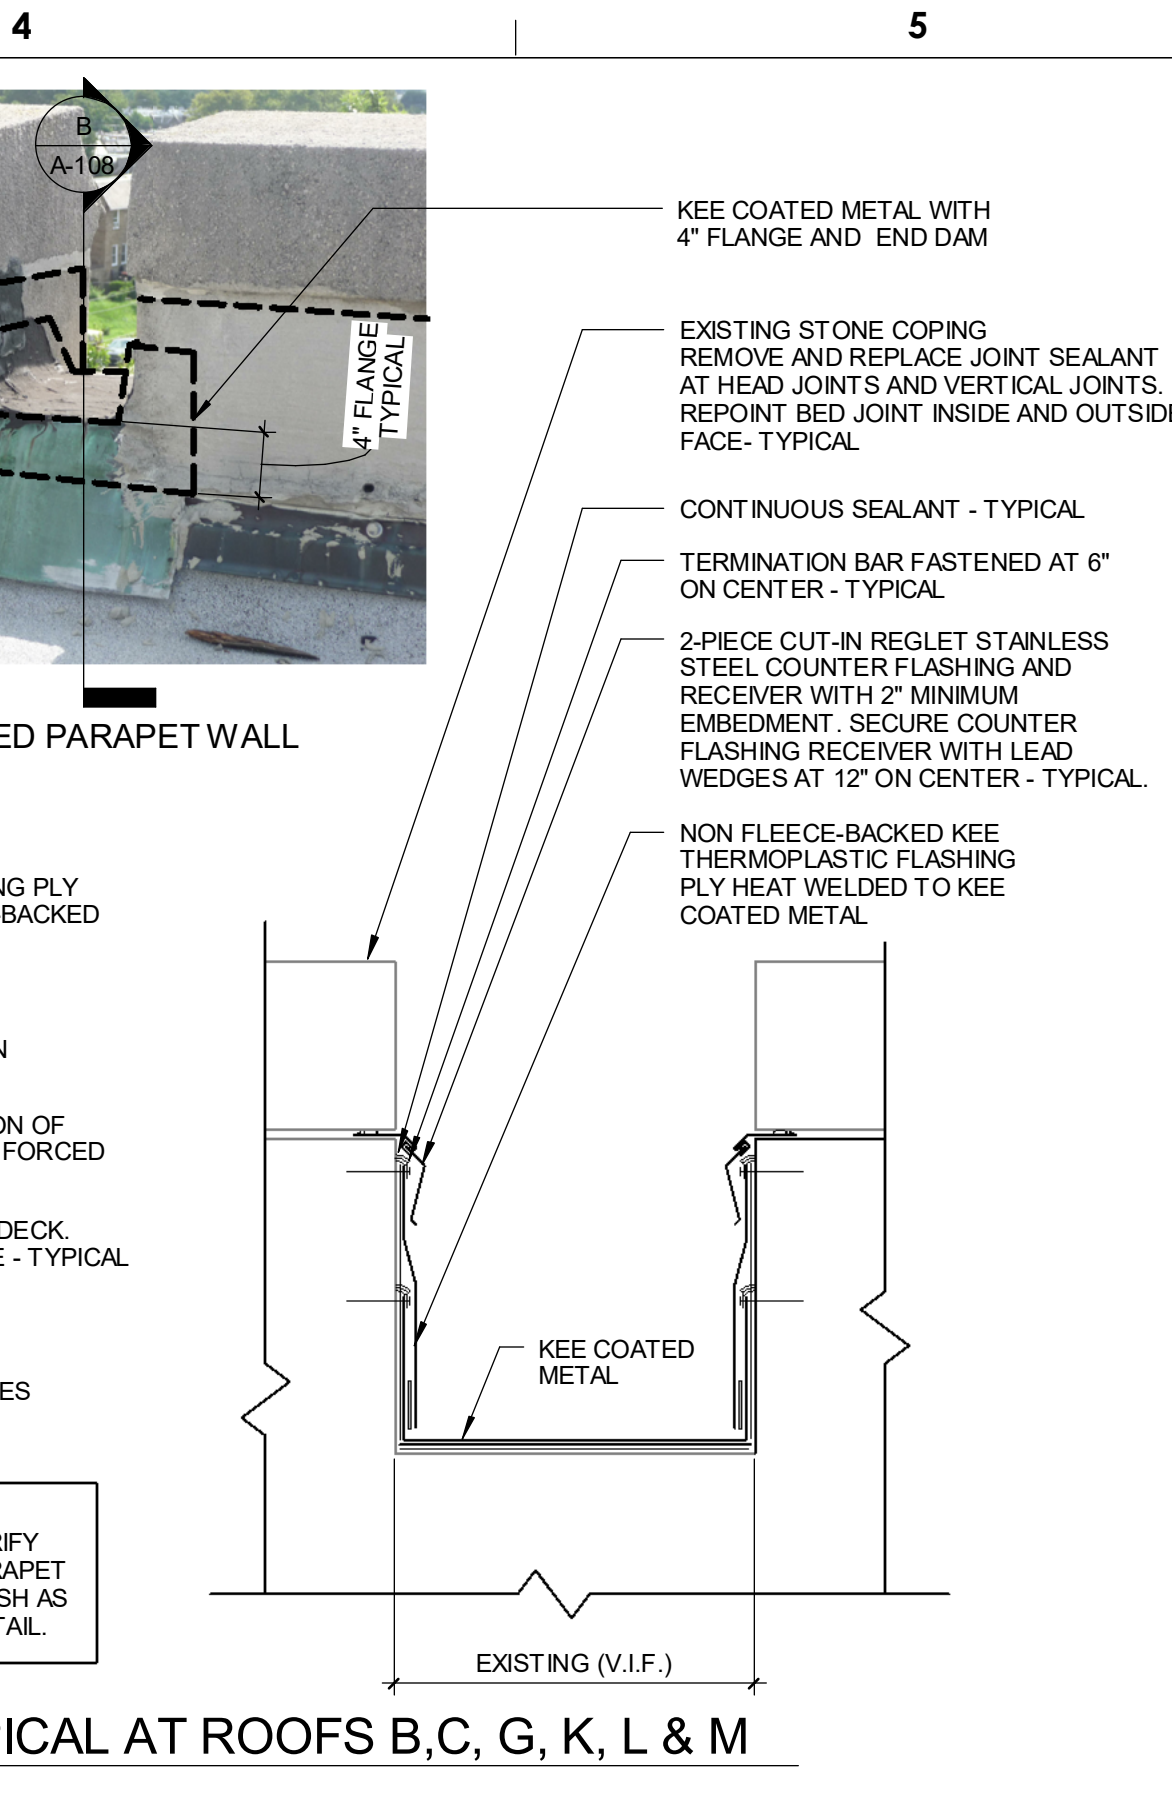 4
5
B
A-108
KEE COATED METAL WITH
4" FLANGE AND END DAM
4" FLANGE
TYPICAL
EXISTING STONE COPING
REMOVE AND REPLACE JOINT SEALANT
AT HEAD JOINTS AND VERTICAL JOINTS.
REPOINT BED JOINT INSIDE AND OUTSIDE
FACE- TYPICAL
CONTINUOUS SEALANT - TYPICAL
TERMINATION BAR FASTENED AT 6"
ON CENTER - TYPICAL
2-PIECE CUT-IN REGLET STAINLESS
STEEL COUNTER FLASHING AND
RECEIVER WITH 2" MINIMUM
EMBEDMENT. SECURE COUNTER
FLASHING RECEIVER WITH LEAD
WEDGES AT 12" ON CENTER - TYPICAL.
NON FLEECE-BACKED KEE
THERMOPLASTIC FLASHING
PLY HEAT WELDED TO KEE
COATED METAL
ED PARAPET WALL
NG PLY
-BACKED
N
ON OF
FORCED
DECK.
E - TYPICAL
ES
RIFY
RAPET
SH AS
TAIL.
KEE COATED
METAL
EXISTING (V.I.F.)
PICAL AT ROOFS B,C, G, K, L & M